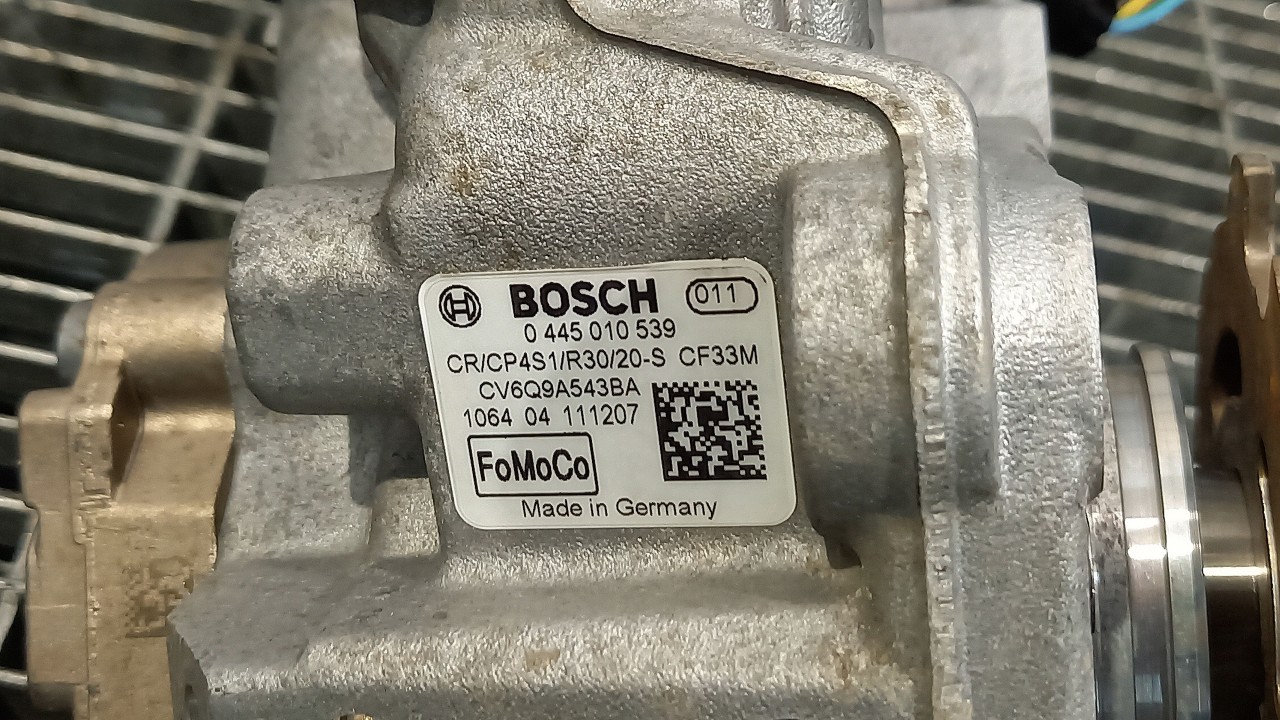 BOSCH 011
0 445 010 539
CR/CP4S1/R30/20-S CF33M
CV6Q9A543BA
1064 04 111207
FoMoCo
Made in Germany